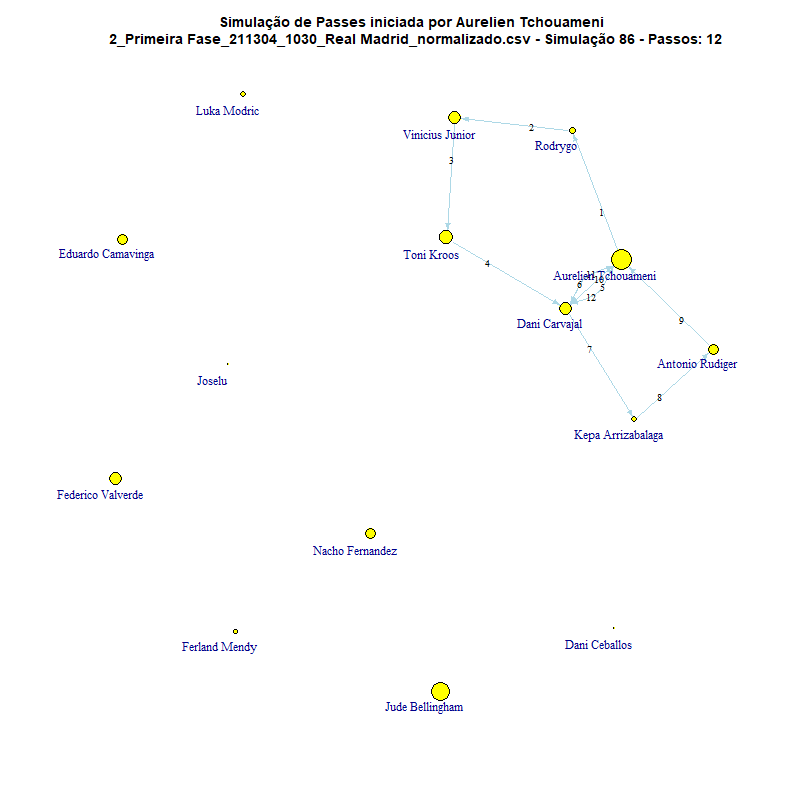 Simulação de Passes iniciada por Aurelien Tchouameni
2_Primeira Fase_211304_1030_Real Madrid_normalizado.csv - Simulação 86 - Passos: 12
Luka Modric
Vinicius Junior
2
Rodrygo
3
1
Eduardo Camavinga
Toni Kroos
4
Aurelien Tchouameni
11
10
6
5
12
Dani Carvajal
9
7
Antonio Rudiger
Joselu
8
Kepa Arrizabalaga
Federico Valverde
Nacho Fernandez
Ferland Mendy
Dani Ceballos
Jude Bellingham